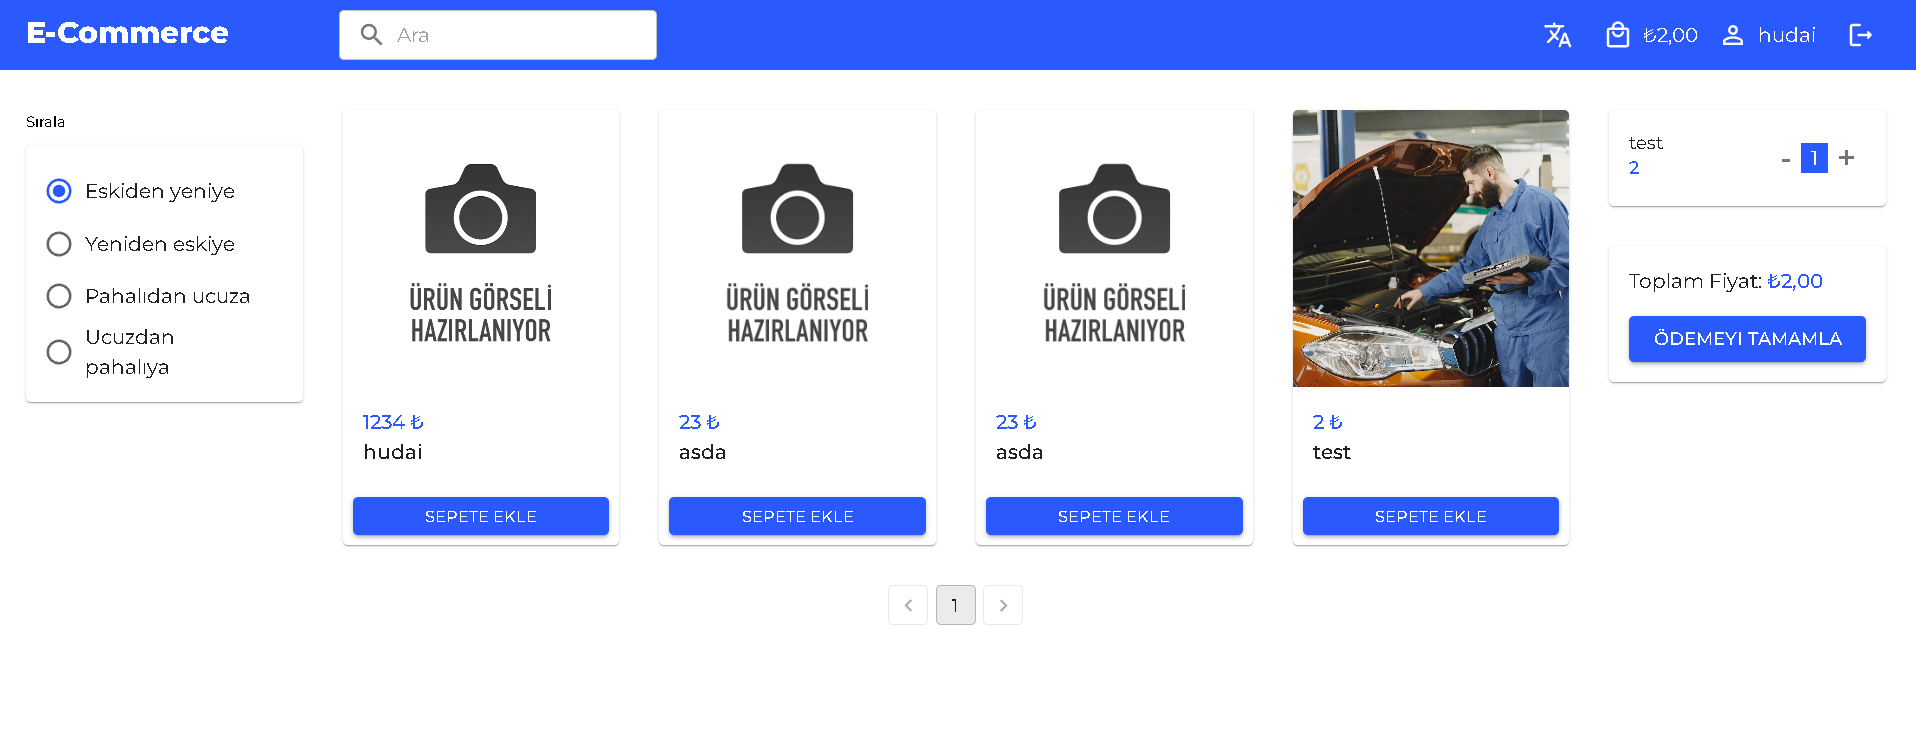 E-Commerce
Ara
₺2,00
hudai
Sırala
Eskiden yeniye
Yeniden eskiye
Pahalıdan ucuza
Ucuzdan
pahalıya
ÜRÜN GÖRSELİ
HAZIRLANIYOR
1234 ₺
hudai
SEPETE EKLE
ÜRÜN GÖRSELİ
HAZIRLANIYOR
23 ₺
asda
SEPETE EKLE
ÜRÜN GÖRSELİ
HAZIRLANIYOR
23 ₺
asda
SEPETE EKLE
2 ₺
test
SEPETE EKLE
test
2
- 1 +
Toplam Fiyat: ₺2,00
ÖDEMEYI TAMAMLA
1